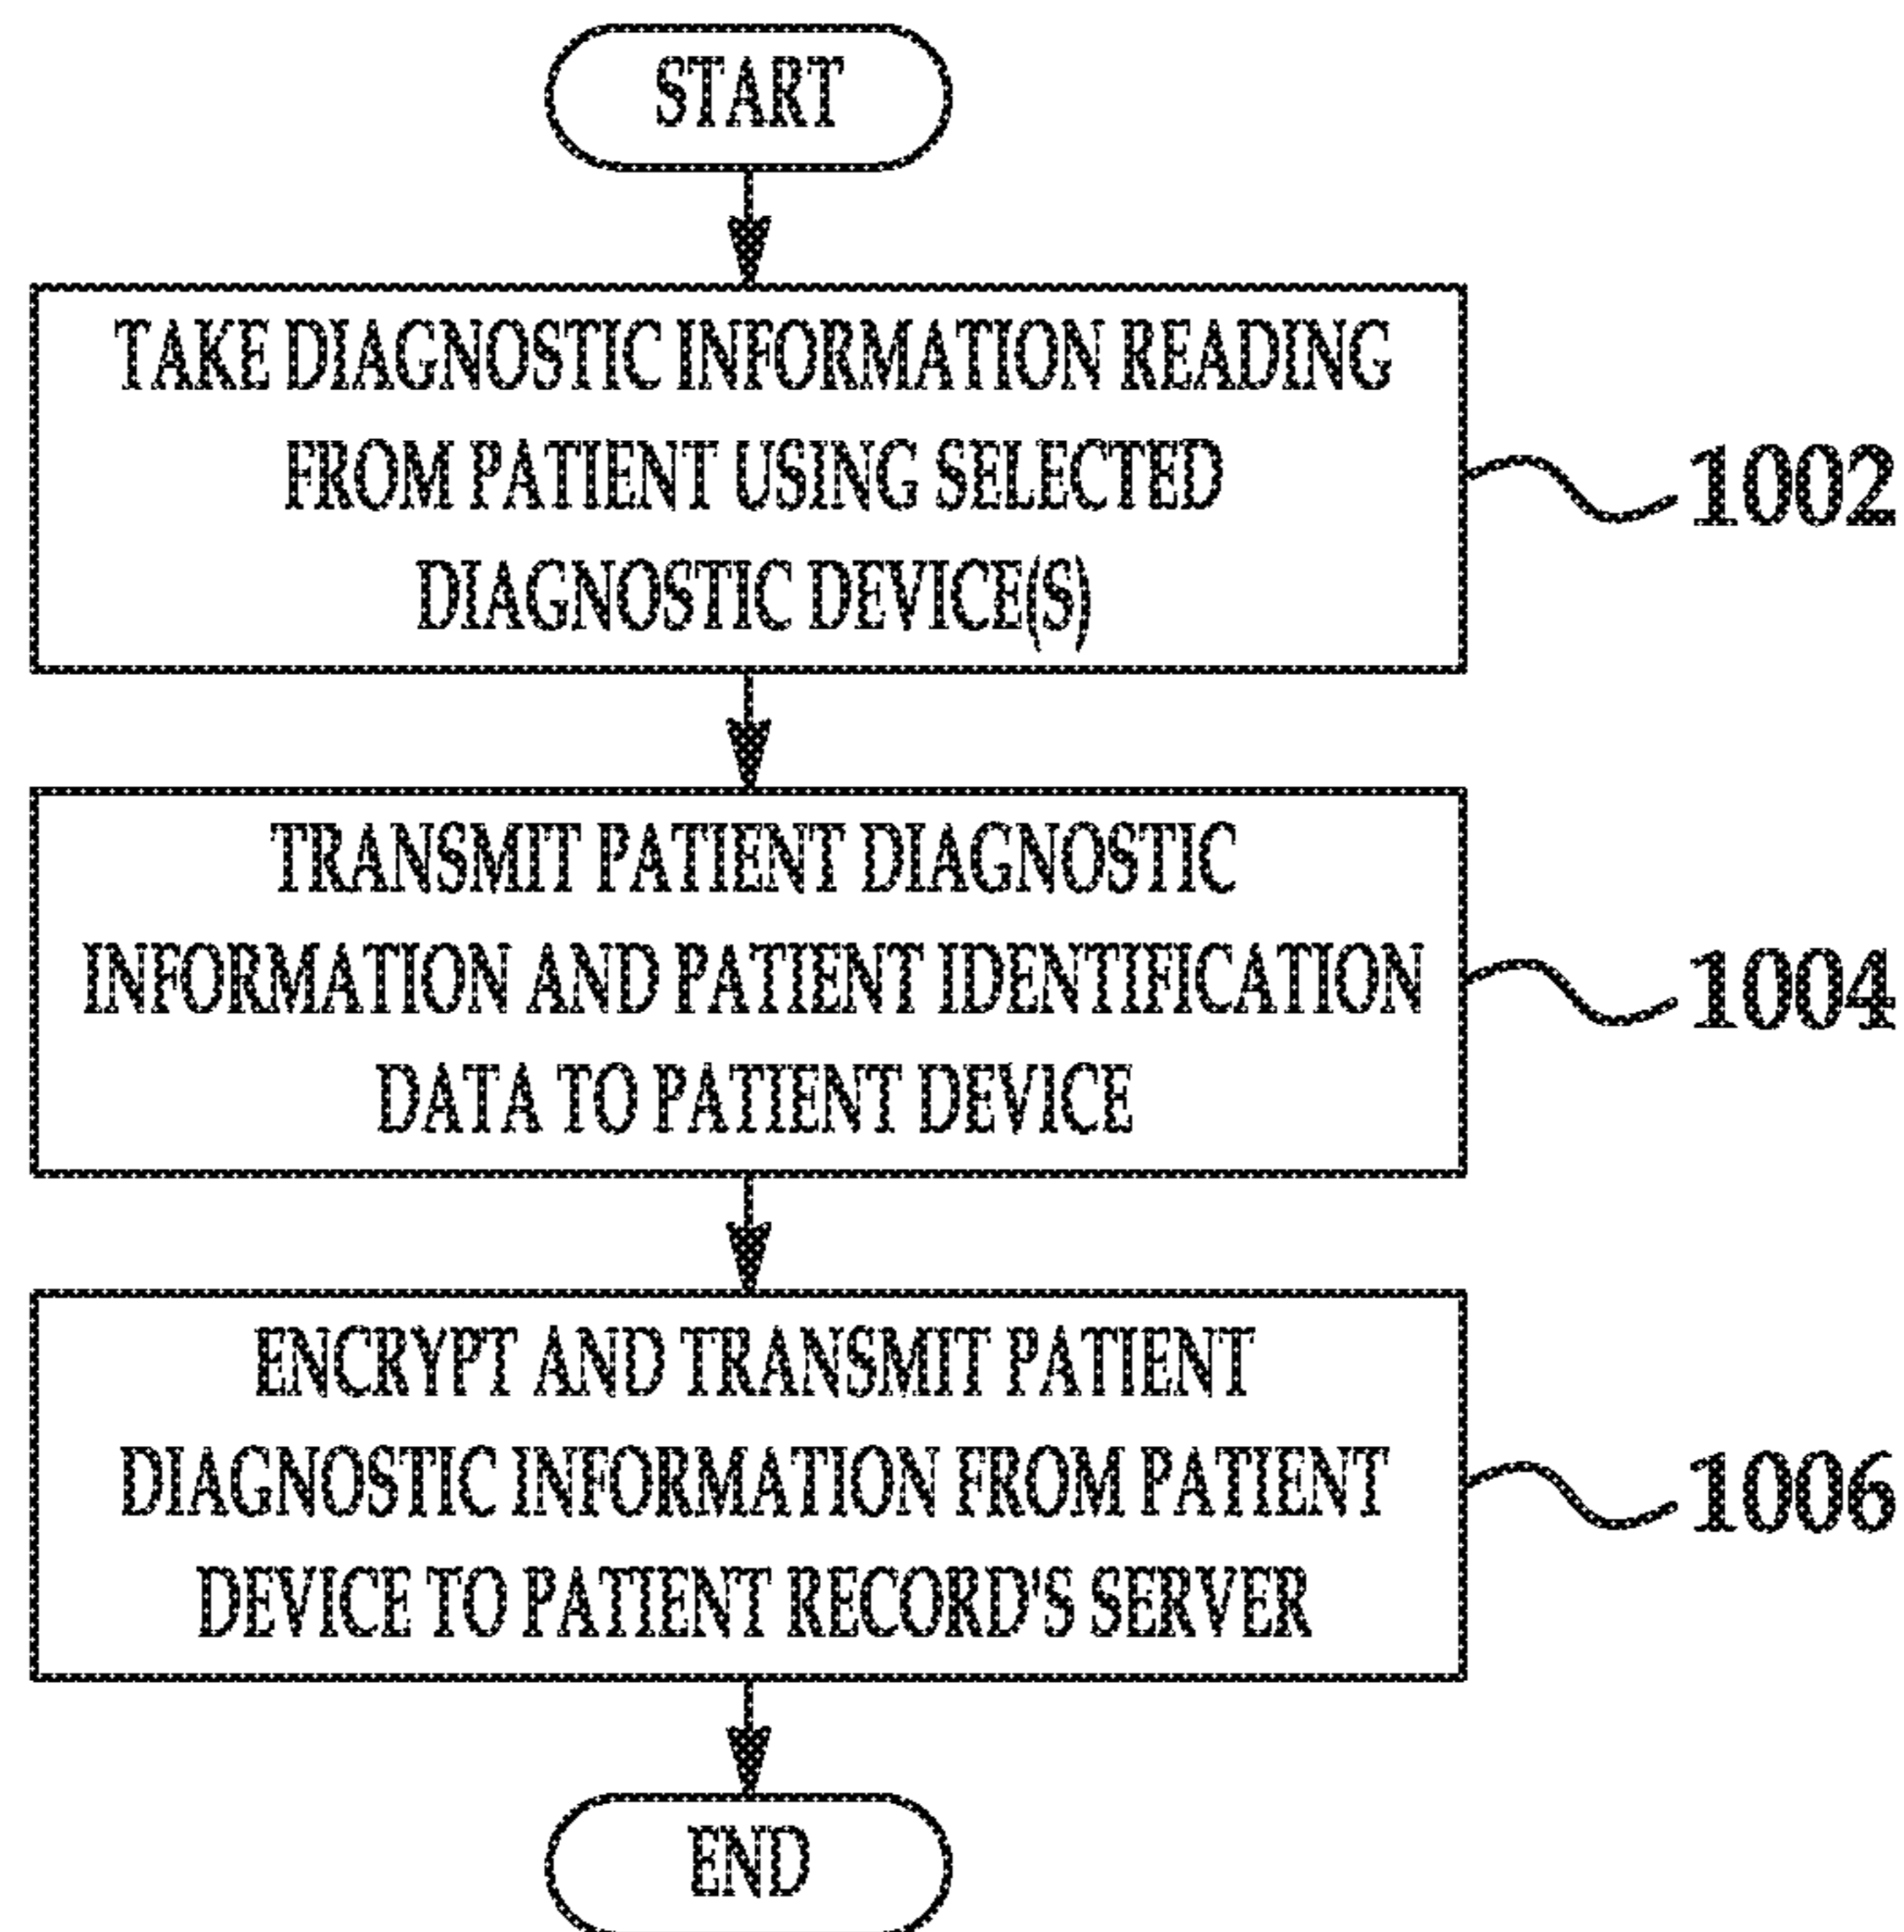 START
TAKE DIAGNOSTIC INFORMATION READING
FROM PATIENT USING SELECTED
DIAGNOSTIC DEVICE(S)
1002
TRANSMIT PATIENT DIAGNOSTIC
INFORMATION AND PATIENT IDENTIFICATION
DATA TO PATIENT DEVICE
1004
ENCRYPT AND TRANSMIT PATIENT
DIAGNOSTIC INFORMATION FROM PATIENT
DEVICE TO PATIENT RECORD'S SERVER
1006
END